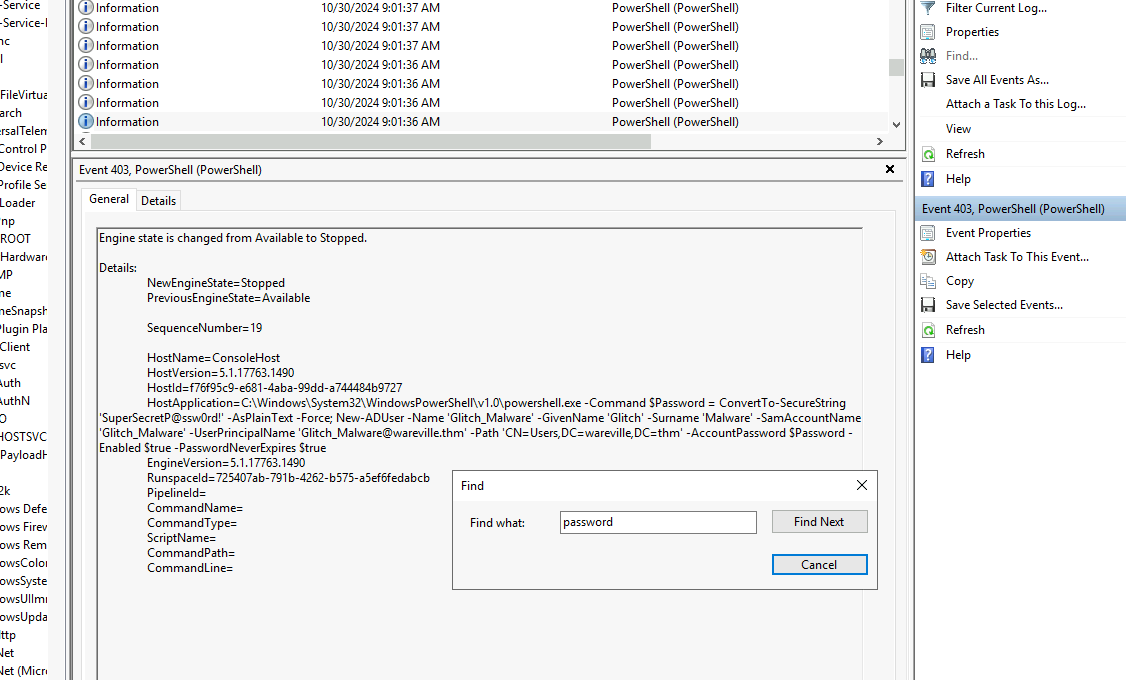 -Service
-Service-I
nc
l
FileVirtua
arch
ersalTelem
Control P
Device Re
Profile Se
Loader
Pnp
ROOT
Hardware
MP
ne
neSnapsh
Plugin Pla
Client
svc
Auth
AuthN
O
HOSTSVC
PayloadH
2k
ows Defe
ows Firew
ows Rem
owsColor
owsSyste
owsUIImr
owsUpda
Http
Net
Net (Micro
Information 10/30/2024 9:01:37 AM PowerShell (PowerShell)
Information 10/30/2024 9:01:37 AM PowerShell (PowerShell)
Information 10/30/2024 9:01:37 AM PowerShell (PowerShell)
Information 10/30/2024 9:01:36 AM PowerShell (PowerShell)
Information 10/30/2024 9:01:36 AM PowerShell (PowerShell)
Information 10/30/2024 9:01:36 AM PowerShell (PowerShell)
Information 10/30/2024 9:01:36 AM PowerShell (PowerShell)
Event 403, PowerShell (PowerShell)
General Details
Engine state is changed from Available to Stopped.
Details:
NewEngineState=Stopped
PreviousEngineState=Available
SequenceNumber=19
HostName=ConsoleHost
HostVersion=5.1.17763.1490
HostId=f76f95c9-e681-4aba-99dd-a744484b9727
HostApplication=C:\Windows\System32\WindowsPowerShell\v1.0\powershell.exe -Command $Password = ConvertTo-SecureString
'SuperSecretP@ssw0rd!' -AsPlainText -Force; New-ADUser -Name 'Glitch_Malware' -GivenName 'Glitch' -Surname 'Malware' -SamAccountName
'Glitch_Malware' -UserPrincipalName 'Glitch_Malware@wareville.thm' -Path 'CN=Users,DC=wareville,DC=thm' -AccountPassword $Password -
Enabled $true -PasswordNeverExpires $true
EngineVersion=5.1.17763.1490
RunspaceId=725407ab-791b-4262-b575-a5ef6fedabcb
PipelineId=
CommandName=
CommandType=
ScriptName=
CommandPath=
CommandLine=
Find
Find what: password Find Next
Cancel
Filter Current Log...
Properties
Find...
Save All Events As...
Attach a Task To this Log...
View
Refresh
Help
Event 403, PowerShell (PowerShell)
Event Properties
Attach Task To This Event...
Copy
Save Selected Events...
Refresh
Help